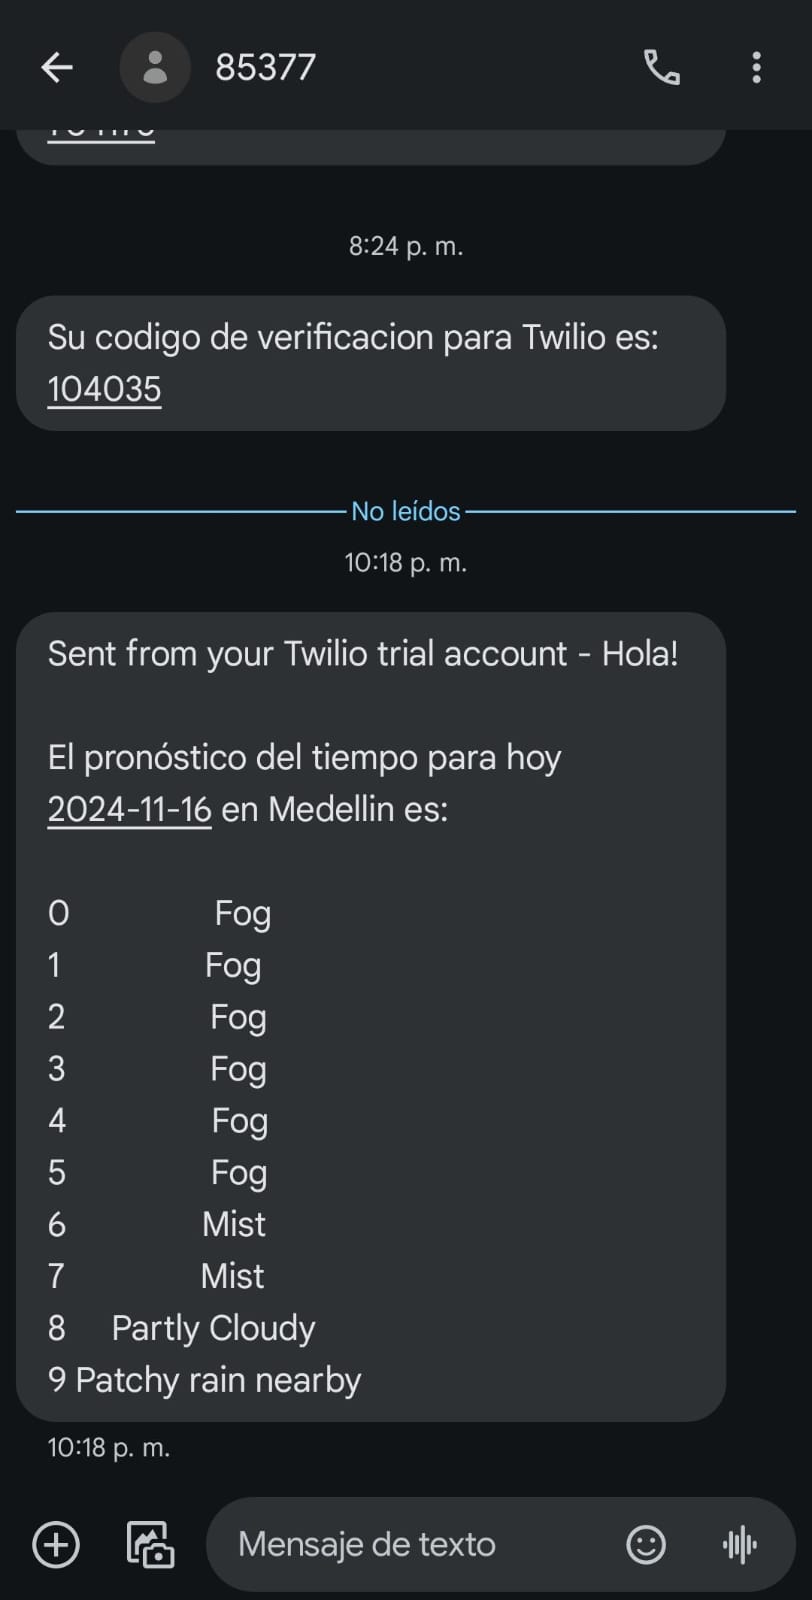 85377
8:24 p. m.
Su codigo de verificacion para Twilio es:
104035
No leídos
10:18 p. m.
Sent from your Twilio trial account - Hola!
El pronóstico del tiempo para hoy
2024-11-16 en Medellin es:
0 Fog
1 Fog
2 Fog
3 Fog
4 Fog
5 Fog
6 Mist
7 Mist
8 Partly Cloudy
9 Patchy rain nearby
10:18 p. m.
Mensaje de texto